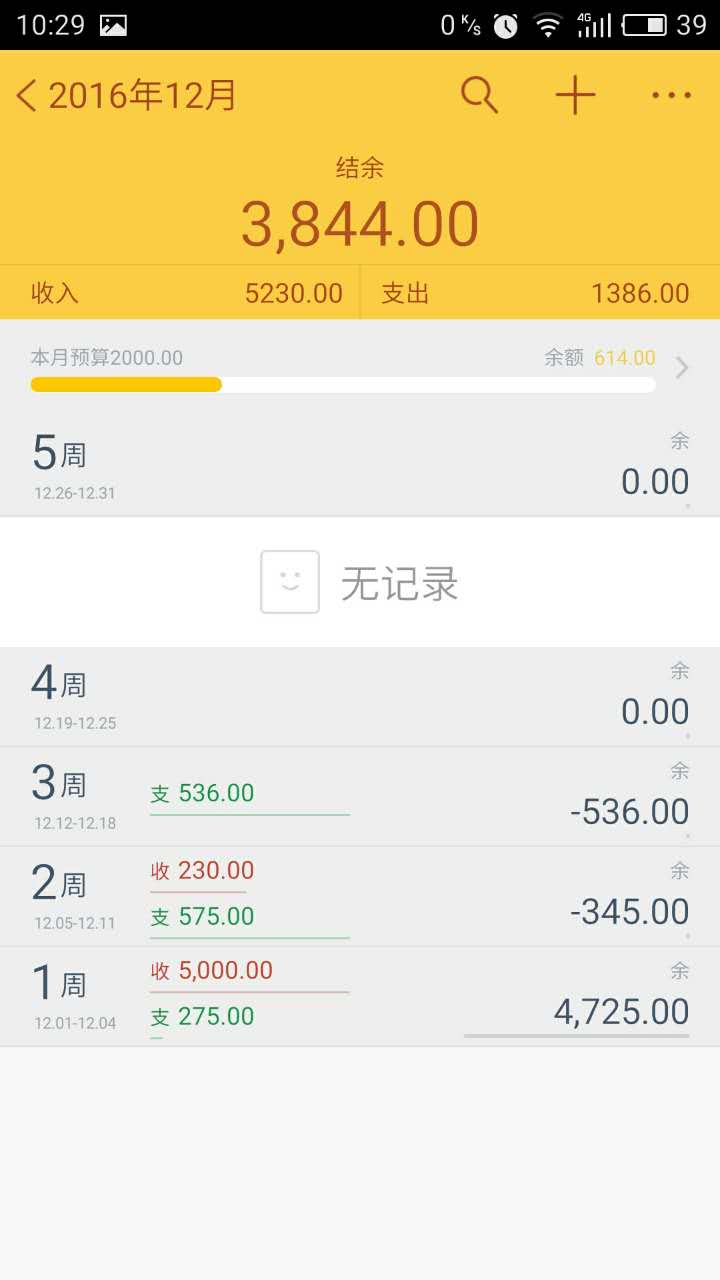 10:29 0 K/s 4G 39
2016年12月
结余
3,844.00
收入 5230.00 支出 1386.00
本月预算2000.00 余额 614.00
5周 余
12.26-12.31 0.00
无记录
4周 余
12.19-12.25 0.00
3周 支 536.00 余
12.12-12.18 -536.00
2周 收 230.00 余
12.05-12.11 支 575.00 -345.00
1周 收 5,000.00 余
12.01-12.04 支 275.00 4,725.00